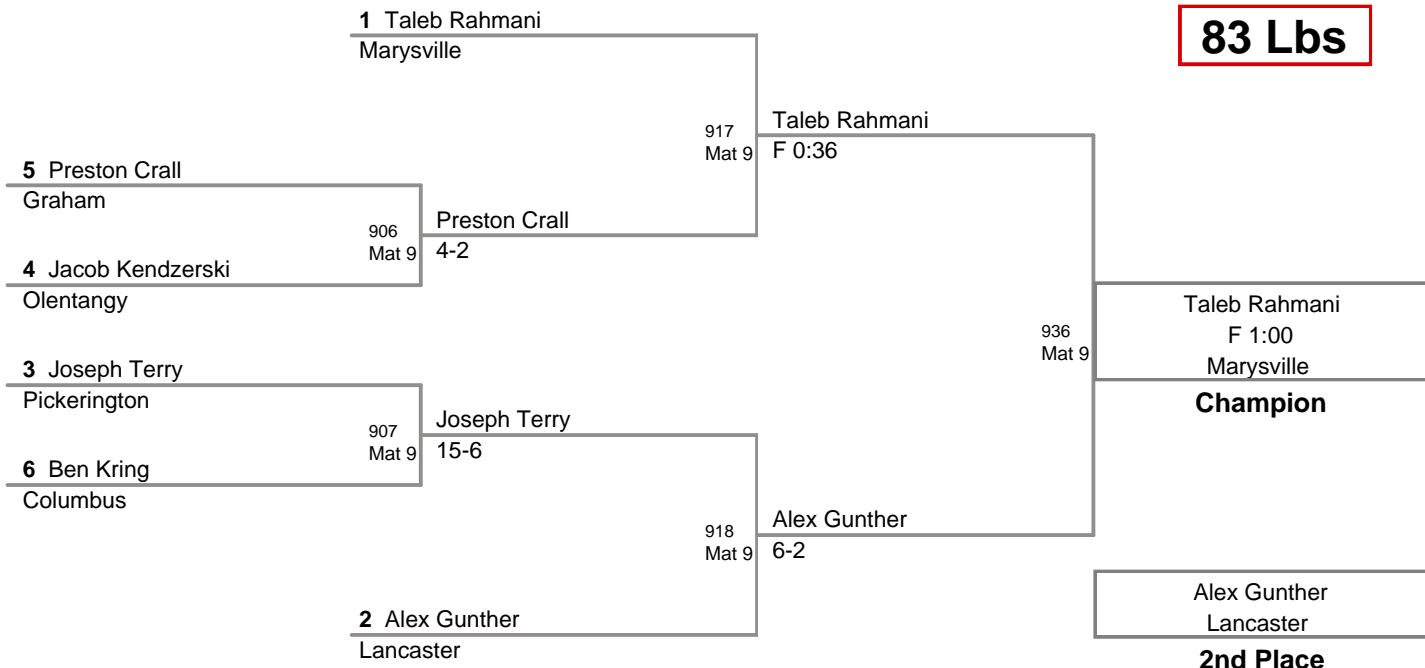 83 Lbs
1 Taleb Rahmani
Marysville
917
Mat 9
Taleb Rahmani
F 0:36
5 Preston Crall
Graham
906
Mat 9
Preston Crall
4-2
4 Jacob Kendzerski
Olentangy
936
Mat 9
Taleb Rahmani
F 1:00
Marysville
Champion
3 Joseph Terry
Pickerington
907
Mat 9
Joseph Terry
15-6
6 Ben Kring
Columbus
918
Mat 9
Alex Gunther
6-2
2 Alex Gunther
Lancaster
Alex Gunther
Lancaster
2nd Place